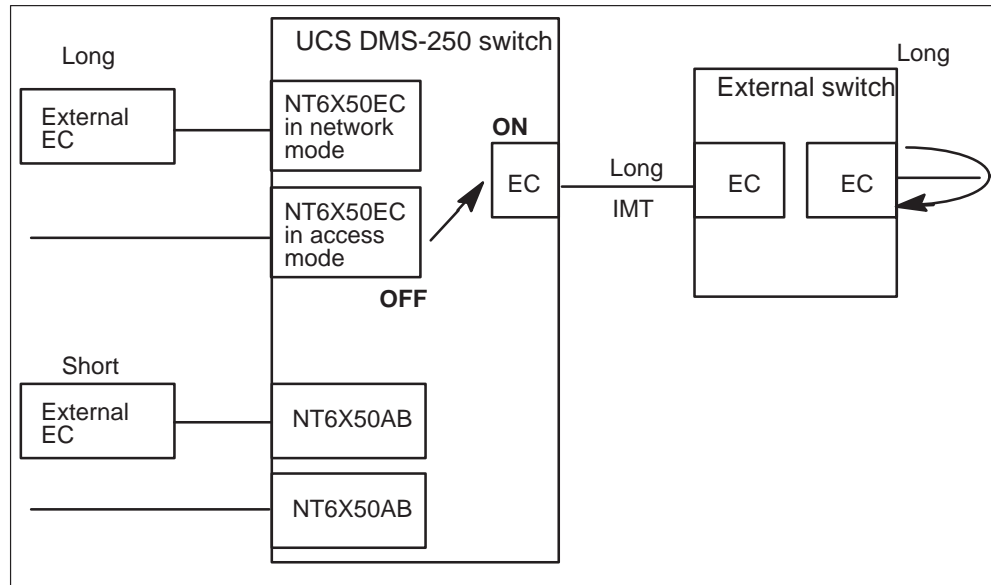 UCS DMS-250 switch
Long
External
EC
NT6X50EC
in network
mode
NT6X50EC
in access
mode
OFF
ON
EC
Long
IMT
External switch
Long
EC
EC
Short
External
EC
NT6X50AB
NT6X50AB